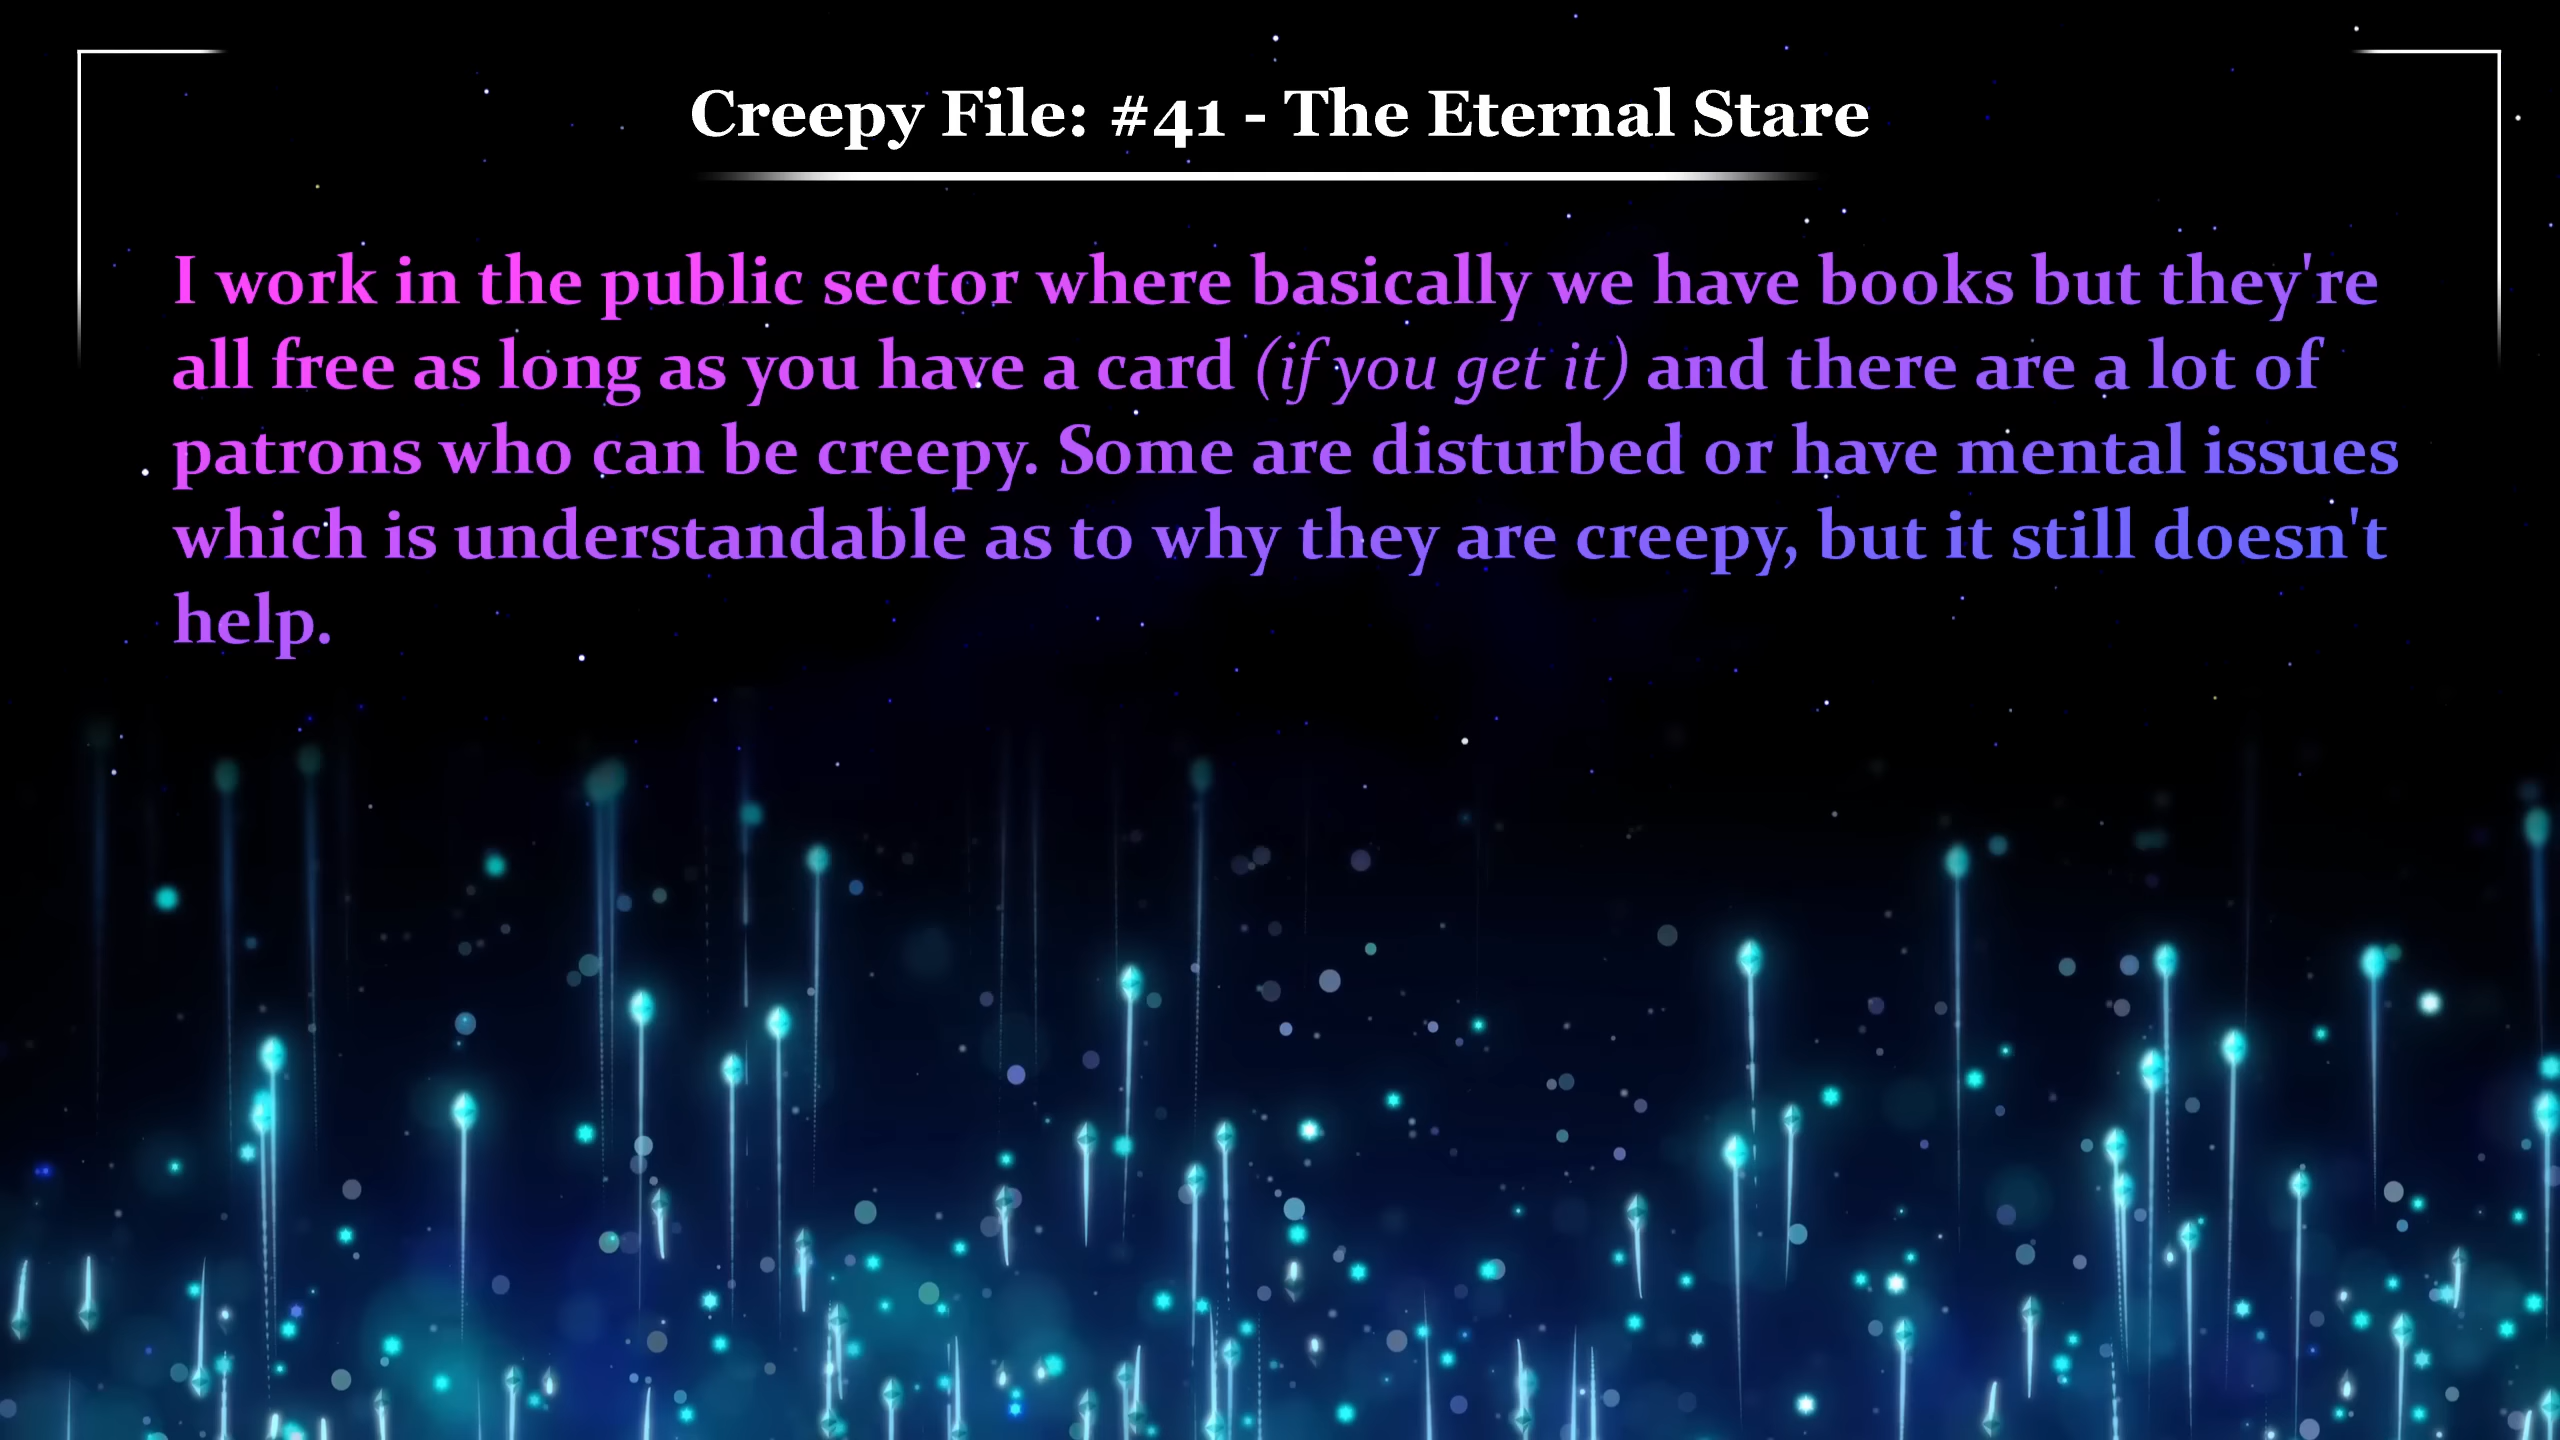 Creepy File: #41 - The Eternal Stare
I work in the public sector where basically we have books but they're
all free as long as you have a card (if you get it) and there are a lot of
patrons who can be creepy. Some are disturbed or have mental issues
which is understandable as to why they are creepy, but it still doesn't
help.